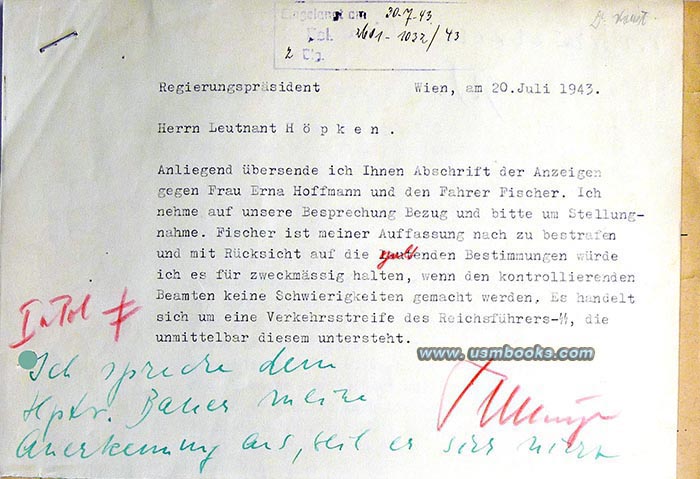 Eingelangt am 30.7.43.
Dr.
2601-1032/43
2
Regierungspräsident Wien, am 20.Juli 1943.
Herrn Leutnant H ö p k e n .
Anliegend übersende ich Ihnen Abschrift der Anzeigen
gegen Frau Erna Hoffmann und den Fahrer Fischer. Ich
nehme auf unsere Besprechung Bezug und bitte um Stellung-
nahme. Fischer ist meiner Auffassung nach zu bestrafen
und mit Rücksicht auf die Bestimmungen würde
ich es für zweckmässig halten, wenn den kontrollierenden
Beamten keine Schwierigkeiten gemacht werden. Es handelt
sich um eine Verkehrsstreife des Reichsführers-ᛋᛋ, die
unmittelbar diesem untersteht.
www.usmbooks.com
Ich spreche dem
Hptw. Bauer meine
Anerkennung aus, weil er sich nicht